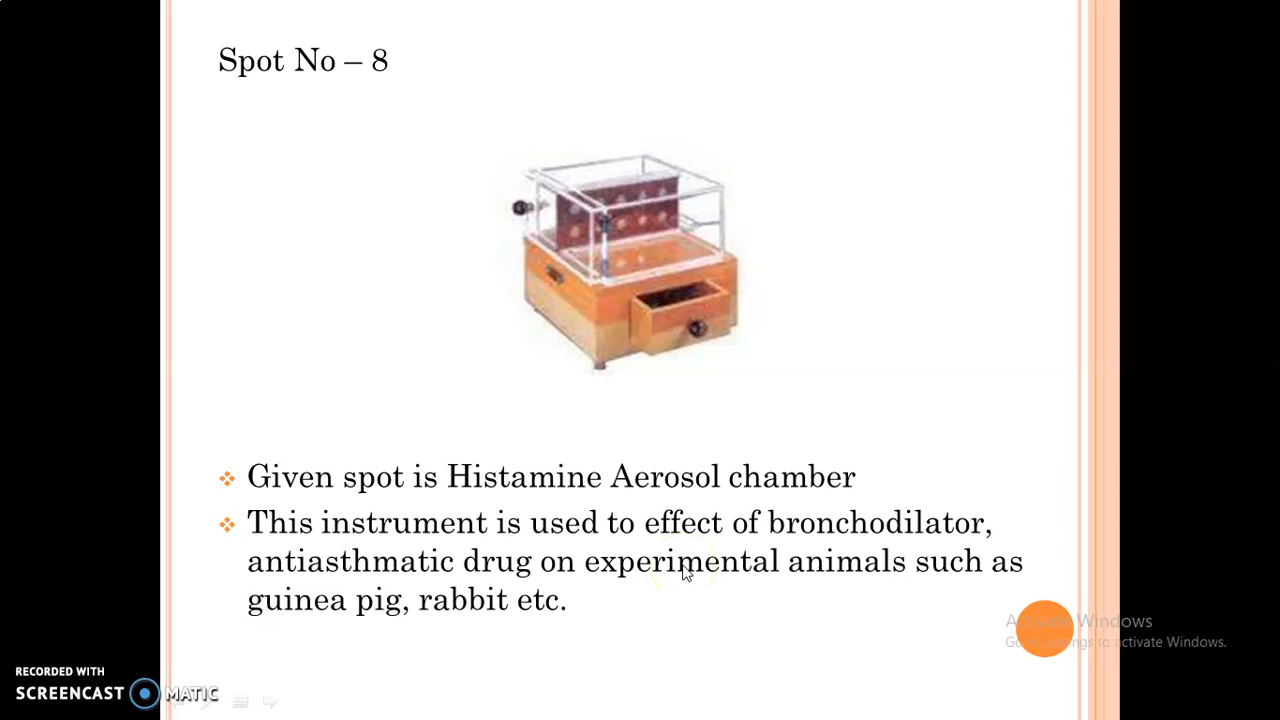 Spot No – 8
Given spot is Histamine Aerosol chamber
This instrument is used to effect of bronchodilator,
antiasthmatic drug on experimental animals such as
guinea pig, rabbit etc.
Activate Windows
Go to Settings to activate Windows.
RECORDED WITH
SCREENCAST MATIC